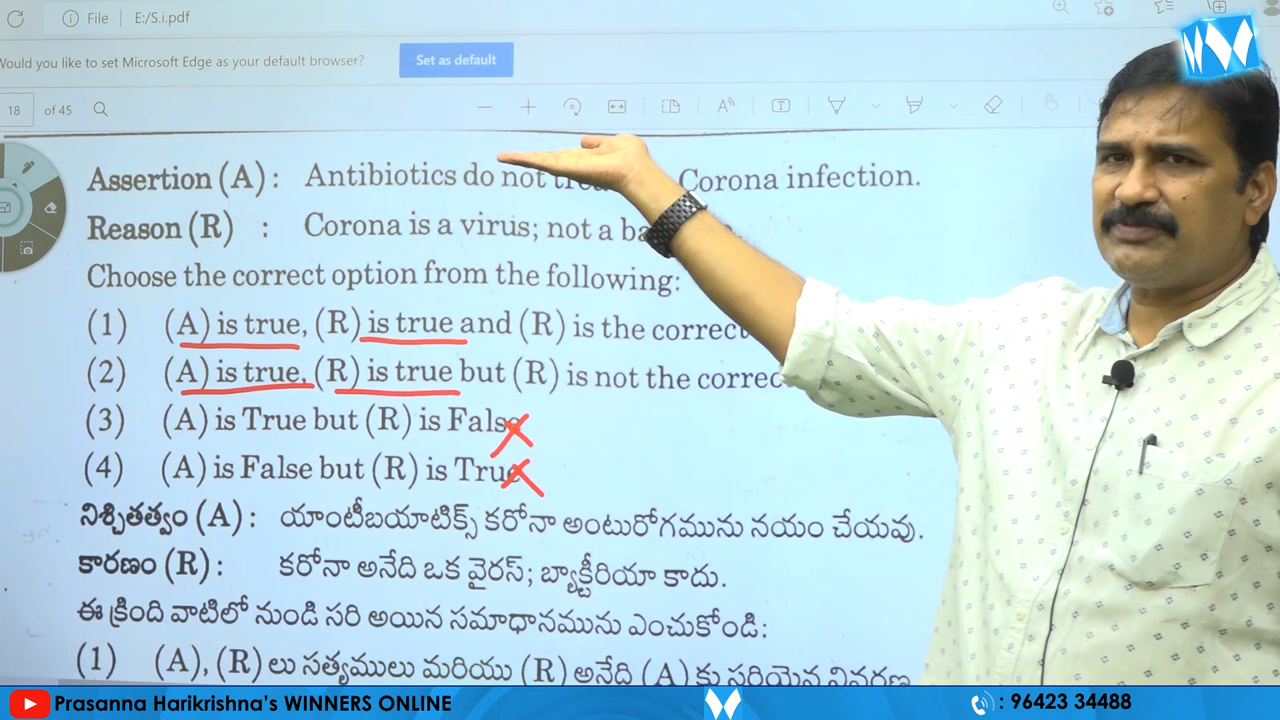 File E:/S.i.pdf
Would you like to set Microsoft Edge as your default browser? Set as default
18 of 45
Assertion (A) : Antibiotics do not Corona infection.
Reason (R) : Corona is a virus; not a
Choose the correct option from the following:
(1) (A) is true, (R) is true and (R) is the correct
(2) (A) is true, (R) is true but (R) is not the
(3) (A) is True but (R) is False
(4) (A) is False but (R) is True
నిశ్చితత్వం (A) : యాంటీబయాటిక్స్ కరోనా అంటురోగమును నయం చేయవు.
కారణం (R) : కరోనా అనేది ఒక వైరస్; బ్యాక్టీరియా కాదు.
ఈ క్రింది వాటిలో నుండి సరి అయిన సమాధానమును ఎంచుకోండి:
(1) (A), (R) లు సత్యములు మరియు (R) అనేది (A) కు సరియైన వివరణ
Prasanna Harikrishna's WINNERS ONLINE : 96423 34488